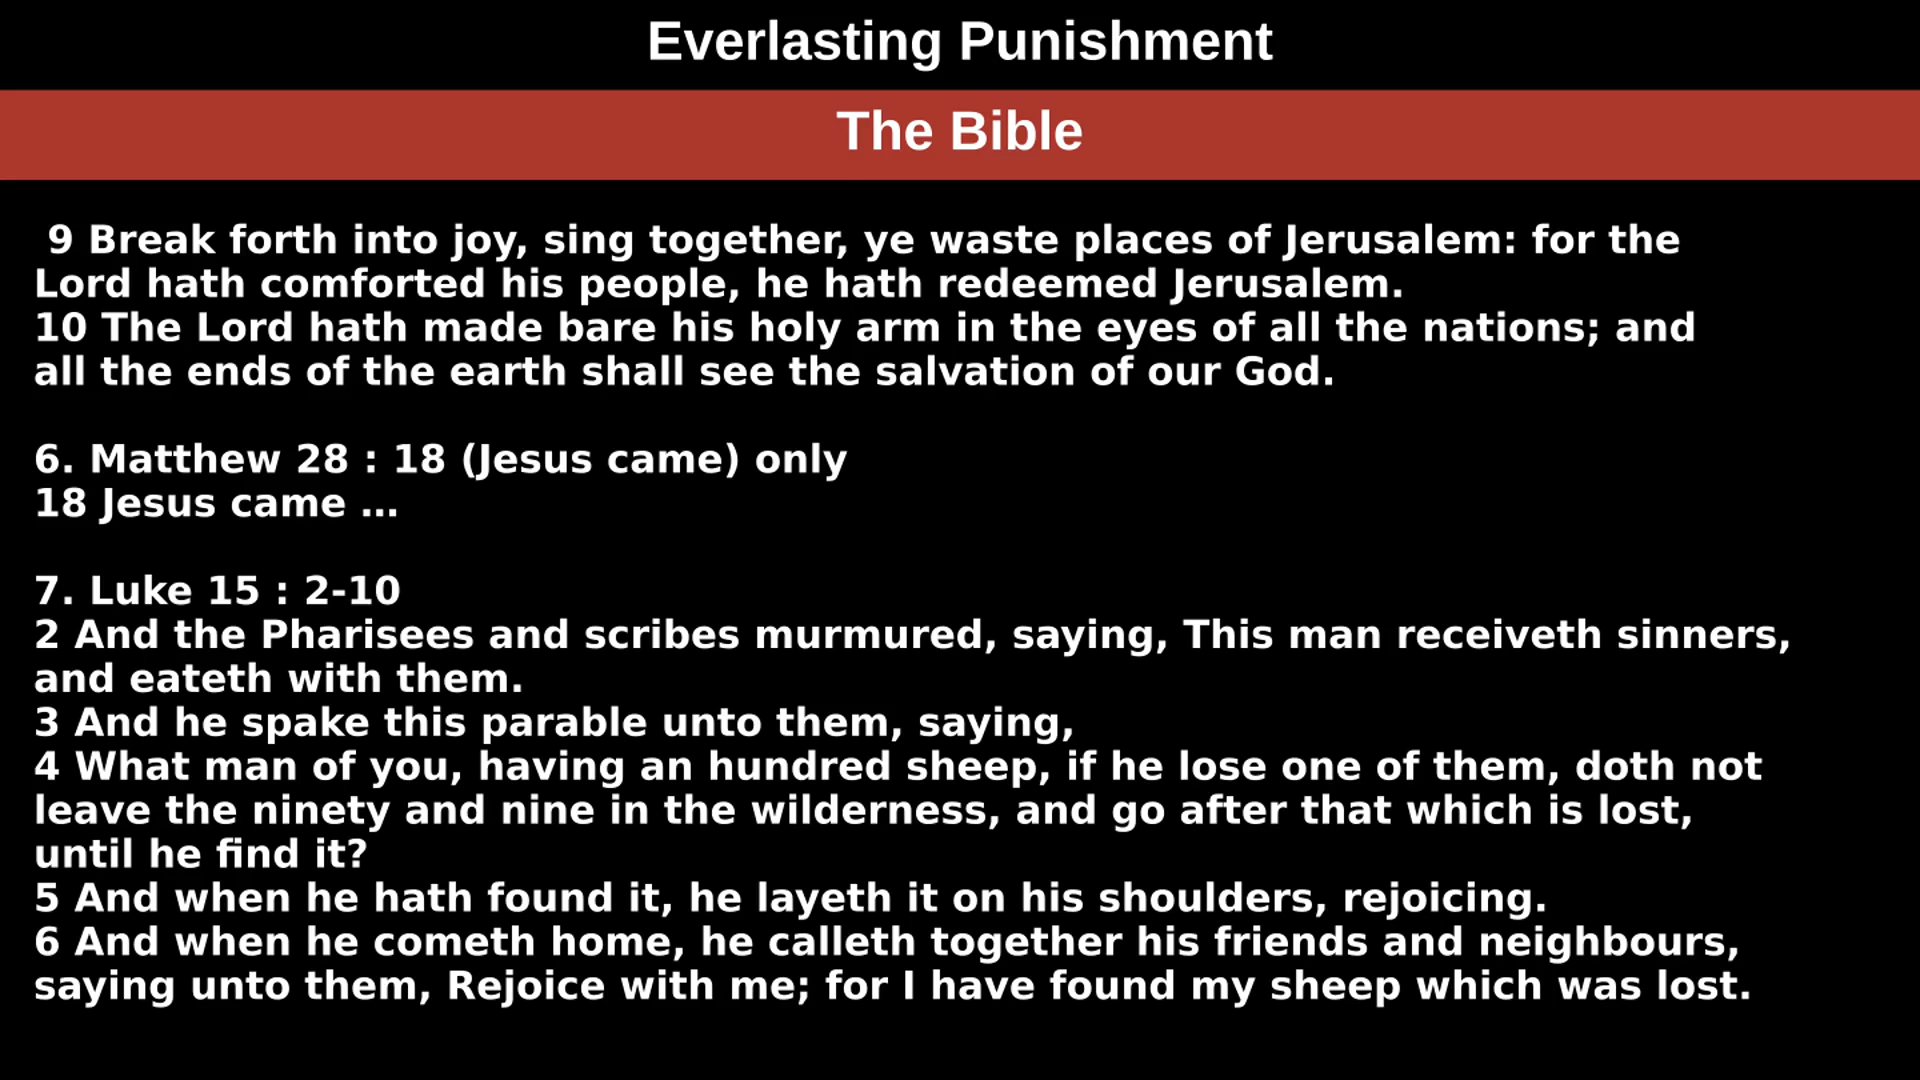 Everlasting Punishment
The Bible
9 Break forth into joy, sing together, ye waste places of Jerusalem: for the
Lord hath comforted his people, he hath redeemed Jerusalem.
10 The Lord hath made bare his holy arm in the eyes of all the nations; and
all the ends of the earth shall see the salvation of our God.
6. Matthew 28 : 18 (Jesus came) only
18 Jesus came ...
7. Luke 15 : 2-10
2 And the Pharisees and scribes murmured, saying, This man receiveth sinners,
and eateth with them.
3 And he spake this parable unto them, saying,
4 What man of you, having an hundred sheep, if he lose one of them, doth not
leave the ninety and nine in the wilderness, and go after that which is lost,
until he find it?
5 And when he hath found it, he layeth it on his shoulders, rejoicing.
6 And when he cometh home, he calleth together his friends and neighbours,
saying unto them, Rejoice with me; for I have found my sheep which was lost.